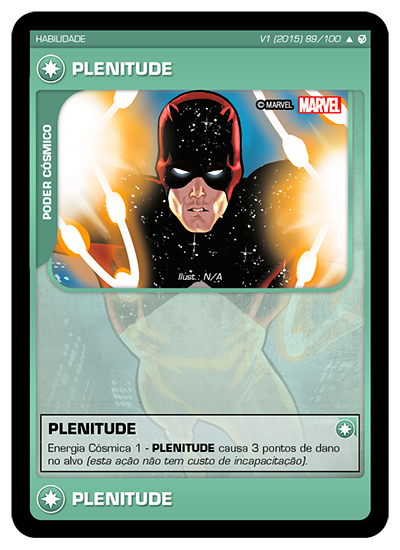 HABILIDADE V1 (2015) 89/100 ▲
PLENITUDE
© MARVEL MARVEL
PODER CÓSMICO
Ilust.: N/A
PLENITUDE
Energia Cósmica 1 - PLENITUDE causa 3 pontos de dano
no alvo (esta ação não tem custo de incapacitação).
PLENITUDE